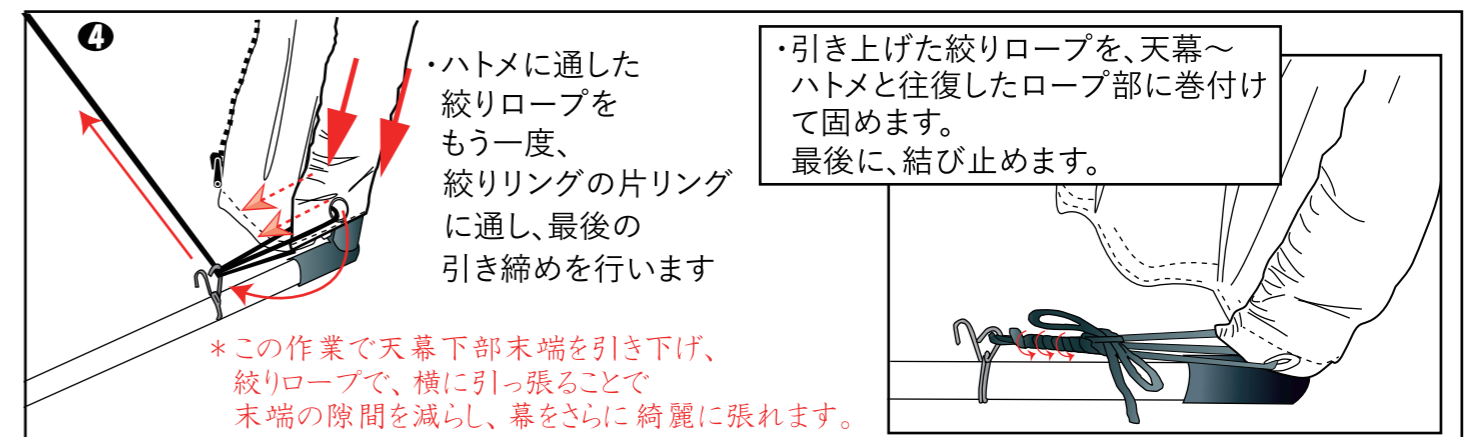 4
・ハトメに通した
絞りロープを
もう一度、
絞りリングの片リング
に通し、最後の
引き締めを行います
＊この作業で天幕下部末端を引き下げ、
絞りロープで、横に引っ張ることで
末端の隙間を減らし、幕をさらに綺麗に張れます。
・引き上げた絞りロープを、天幕～
ハトメと往復したロープ部に巻付け
て固めます。
最後に、結び止めます。